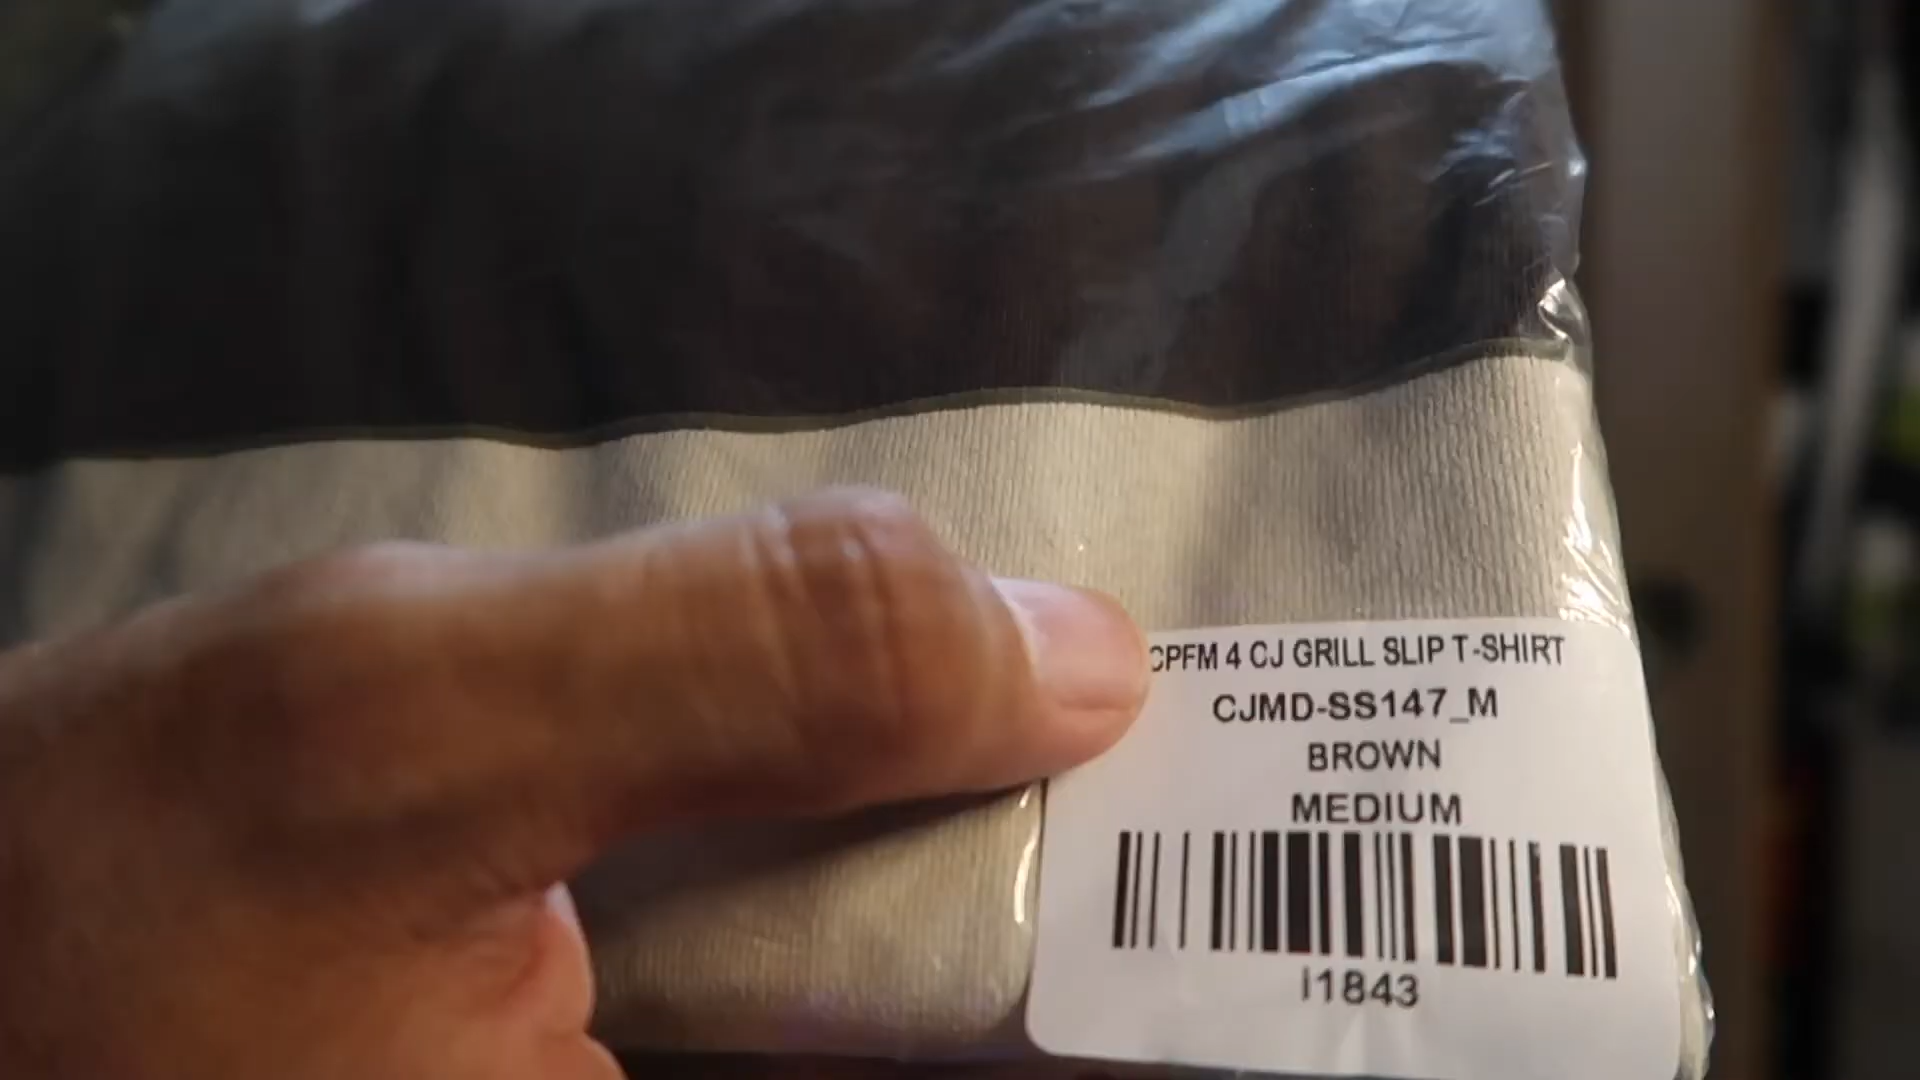 CPFM 4 CJ GRILL SLIP T-SHIRT
CJMD-SS147_M
BROWN
MEDIUM
I1843